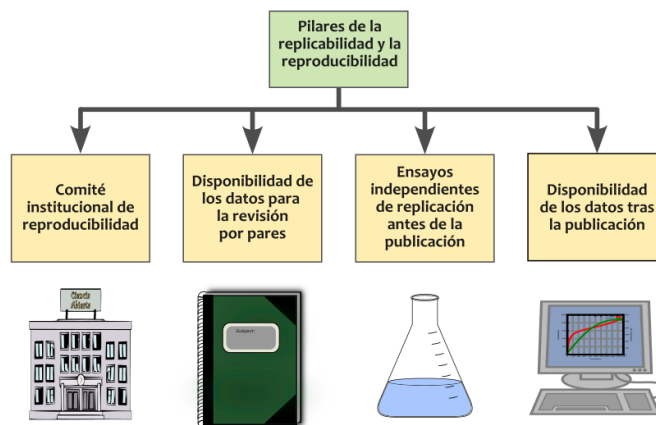 Pilares de la
replicabilidad y la
reproducibilidad
Comité
institucional de
reproducibilidad
Disponibilidad de
los datos para
la revisión
por pares
Ensayos
independientes
de replicación
antes de la
publicación
Disponibilidad
de los datos tras
la publicación
Ciencia
Abierta
Subject: